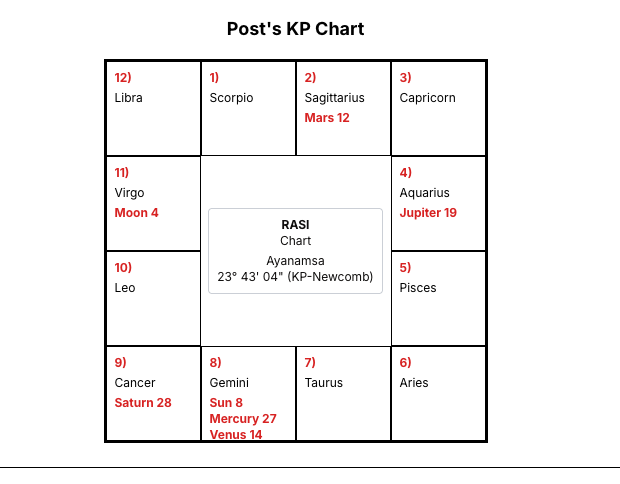 Post's KP Chart
12)
Libra
1)
Scorpio
2)
Sagittarius
Mars 12
3)
Capricorn
11)
Virgo
Moon 4
RASI
Chart
Ayanamsa
23° 43' 04" (KP-Newcomb)
4)
Aquarius
Jupiter 19
10)
Leo
5)
Pisces
9)
Cancer
Saturn 28
8)
Gemini
Sun 8
Mercury 27
Venus 14
7)
Taurus
6)
Aries